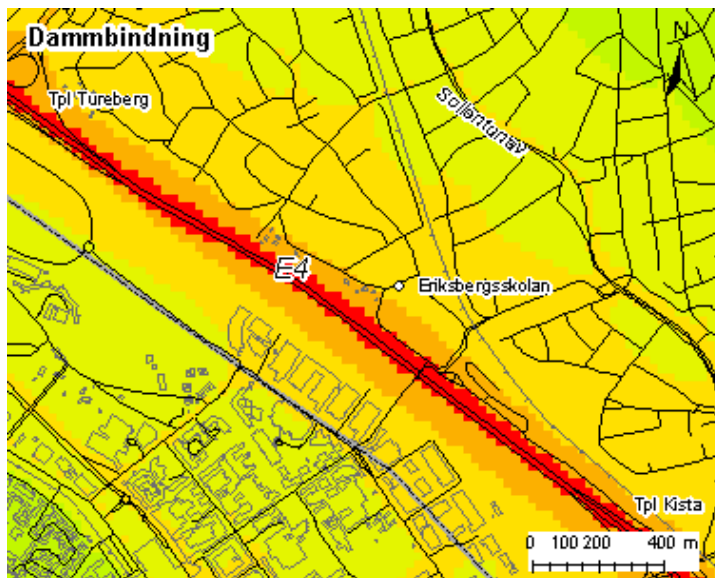 Dammbindning
N
Tpl Tureberg
Sollentunav
E4
Eriksbergsskolan
Tpl Kista
0 100 200 400 m